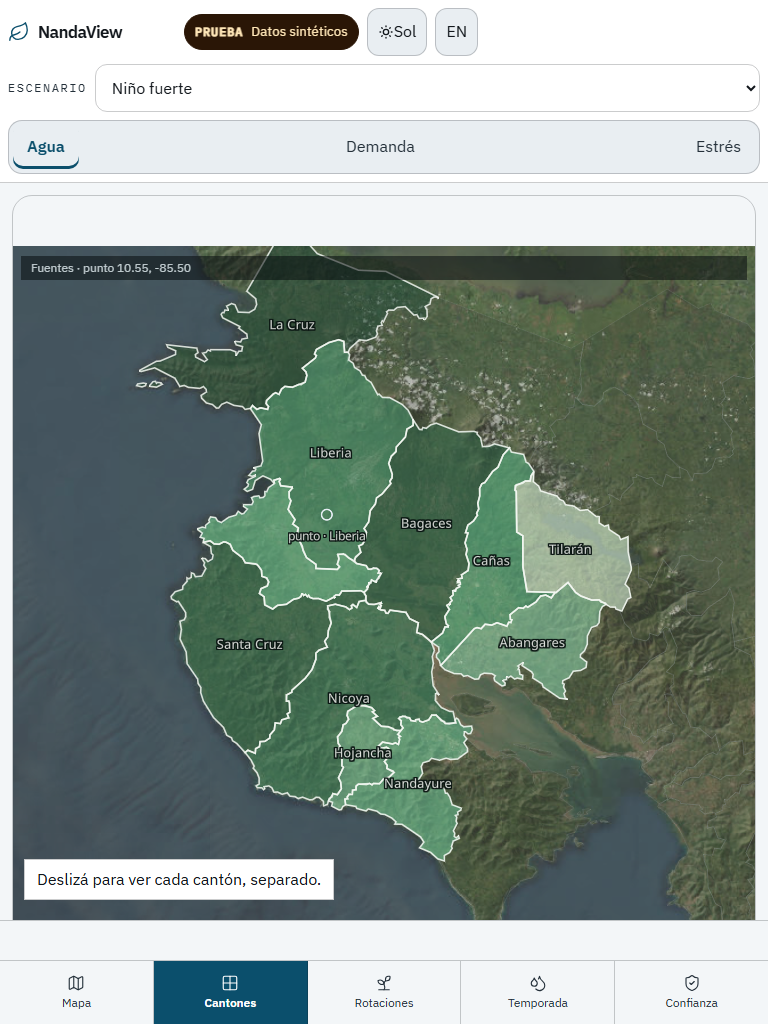 NandaView
PRUEBA Datos sintéticos
Sol
EN
ESCENARIO
Niño fuerte
Agua
Demanda
Estrés
Fuentes · punto 10.55, -85.50
La Cruz
Liberia
Bagaces
punto · Liberia
Tilarán
Cañas
Santa Cruz
Abangares
Nicoya
Hojancha
Nandayure
Deslizá para ver cada cantón, separado.
Mapa
Cantones
Rotaciones
Temporada
Confianza